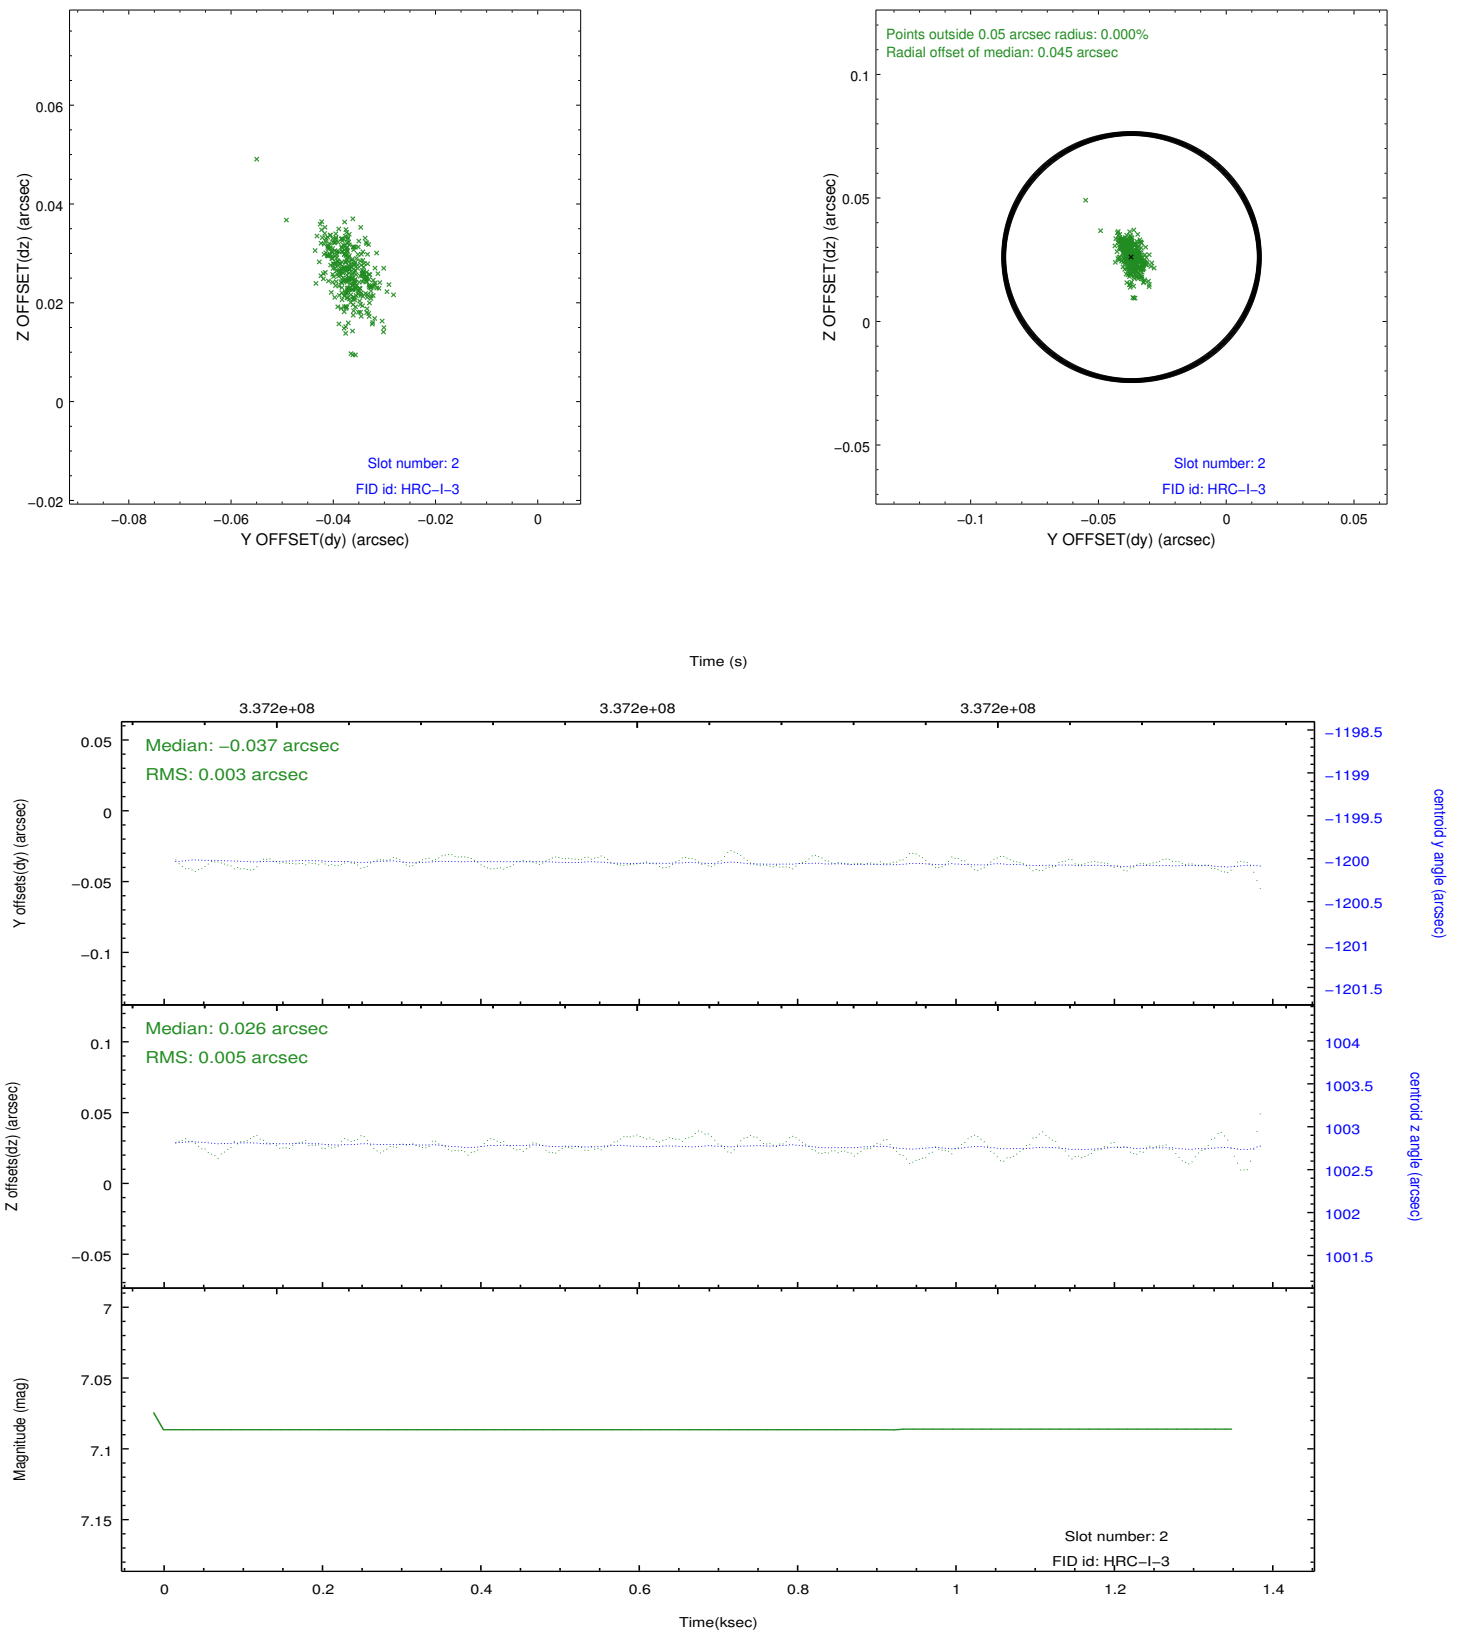 0.06
0.04
0.02
0
−0.02
Z OFFSET(dz) (arcsec)
Slot number: 2
FID id: HRC−I−3
−0.08
−0.06
−0.04
−0.02
0
Y OFFSET(dy) (arcsec)
Points outside 0.05 arcsec radius: 0.000%
Radial offset of median: 0.045 arcsec
0.1
0.05
0
−0.05
Z OFFSET(dz) (arcsec)
Slot number: 2
FID id: HRC−I−3
−0.1
−0.05
0
0.05
Y OFFSET(dy) (arcsec)
Time (s)
3.372e+08
3.372e+08
3.372e+08
Median: −0.037 arcsec
RMS: 0.003 arcsec
0.05
0
−0.05
−0.1
Y offsets(dy) (arcsec)
−1198.5
−1199
−1199.5
−1200
−1200.5
−1201
−1201.5
centroid y angle (arcsec)
Median: 0.026 arcsec
RMS: 0.005 arcsec
0.1
0.05
0
−0.05
Z offsets(dz) (arcsec)
1004
1003.5
1003
1002.5
1002
1001.5
centroid z angle (arcsec)
7
7.05
7.1
7.15
Magnitude (mag)
Slot number: 2
FID id: HRC−I−3
0
0.2
0.4
0.6
0.8
1
1.2
1.4
Time(ksec)